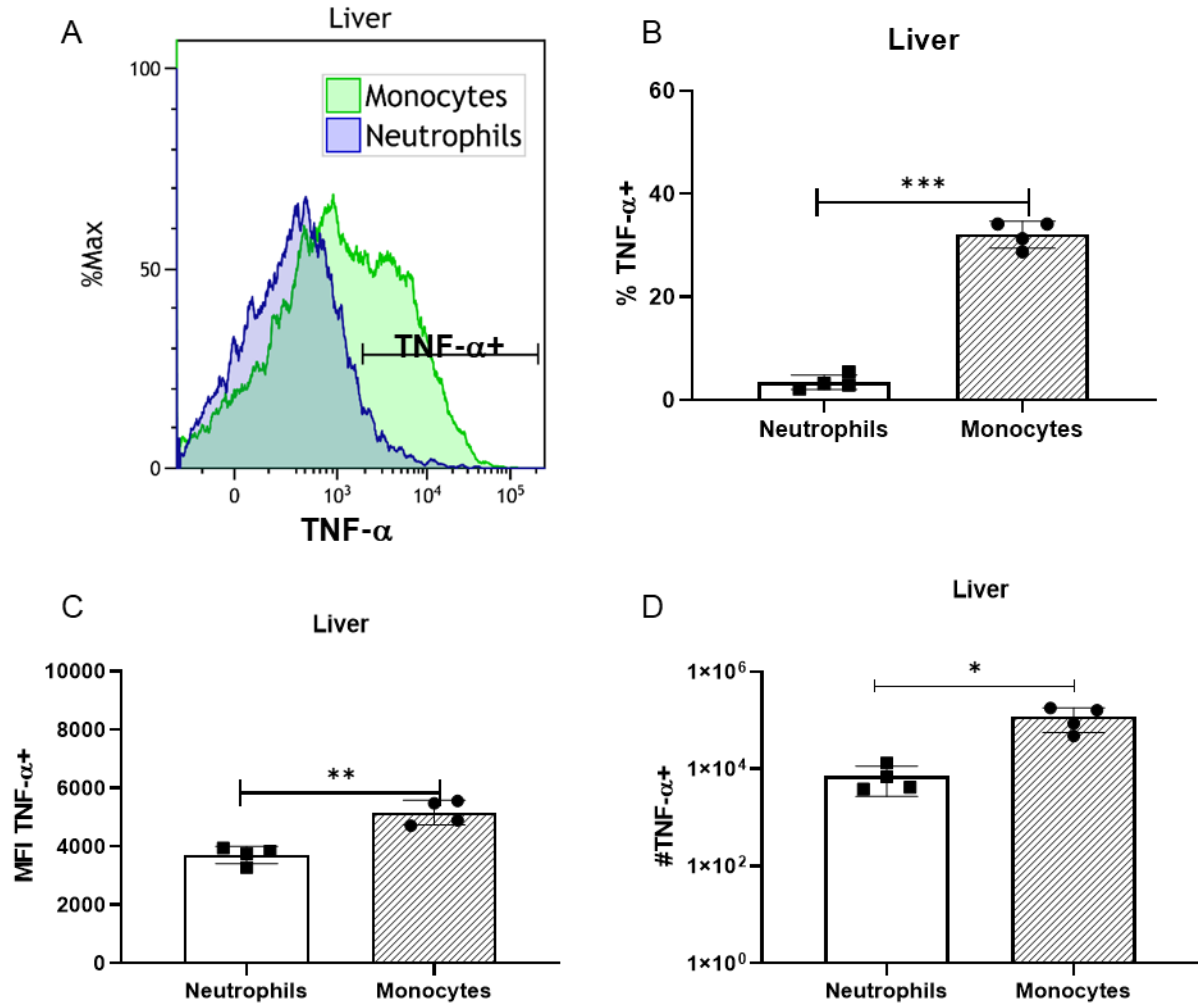 A
Liver
100
50
0
%Max
Monocytes
Neutrophils
TNF-α+
0 10³ 10⁴ 10⁵
TNF-α
B
Liver
60
40
20
0
% TNF-α+
***
Neutrophils Monocytes
C
Liver
10000
8000
6000
4000
2000
0
MFI TNF-α+
**
Neutrophils Monocytes
D
Liver
1×10⁶
1×10⁴
1×10²
1×10⁰
#TNF-α+
*
Neutrophils Monocytes